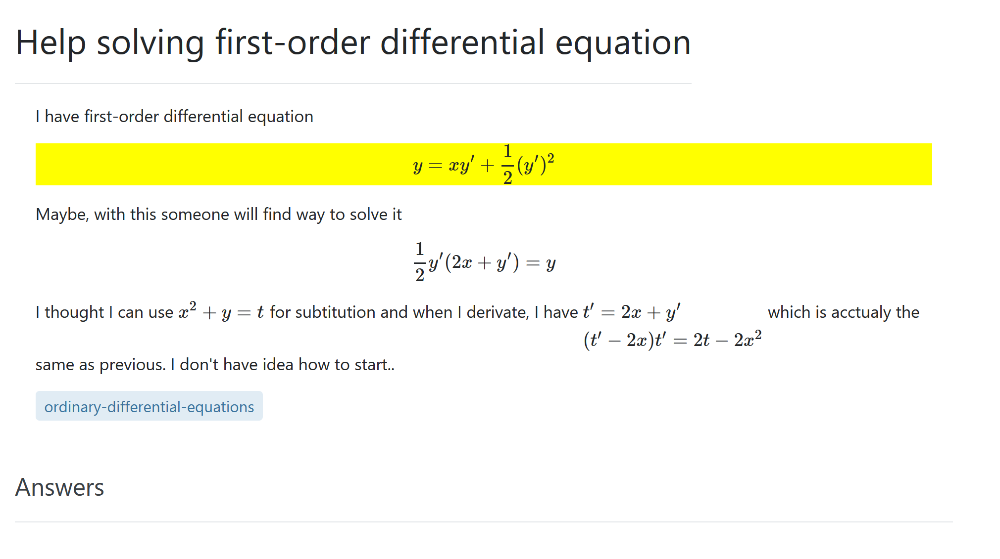 Help solving first-order differential equation
I have first-order differential equation
y = xy′ + \frac{1}{2}(y′)^2
Maybe, with this someone will find way to solve it
\frac{1}{2}y′(2x + y′) = y
I thought I can use x^2 + y = t for subtitution and when I derivate, I have t′ = 2x + y′ which is acctualy the
(t′ − 2x)t′ = 2t − 2x^2
same as previous. I don't have idea how to start..
ordinary-differential-equations
Answers